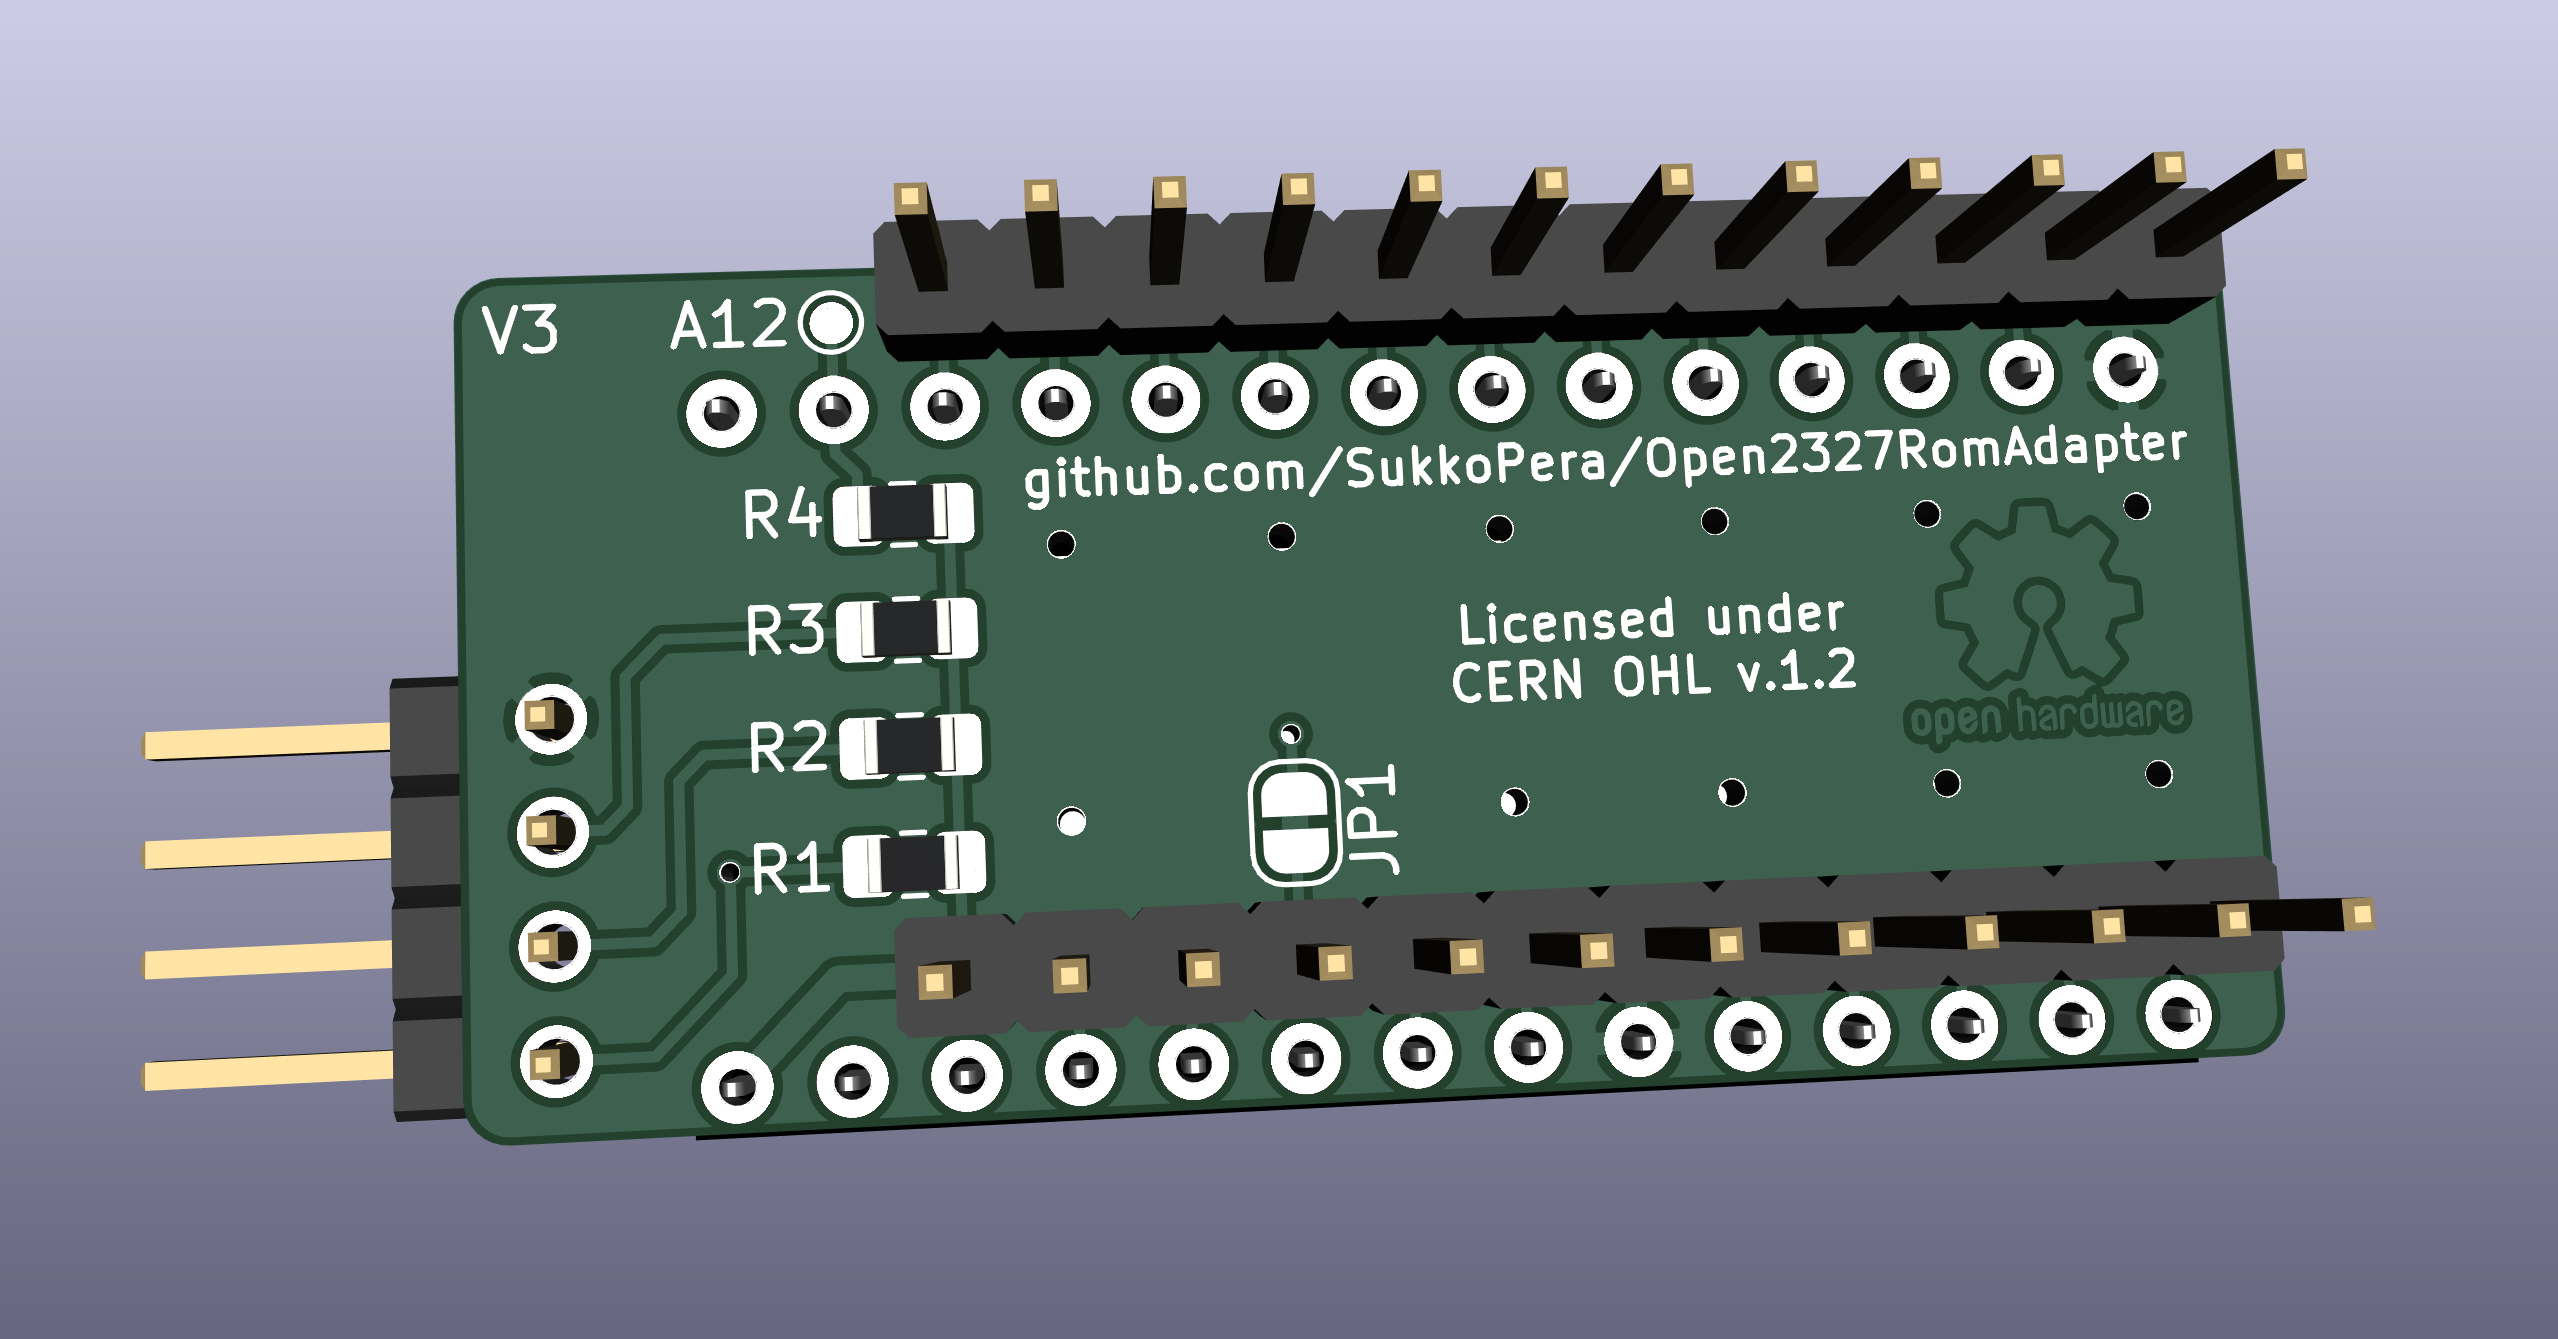 V3
A12
github.com/SukkoPera/Open2327RomAdapter
R4
R3
R2
R1
Licensed under
CERN OHL v.1.2
open hardware
JP1